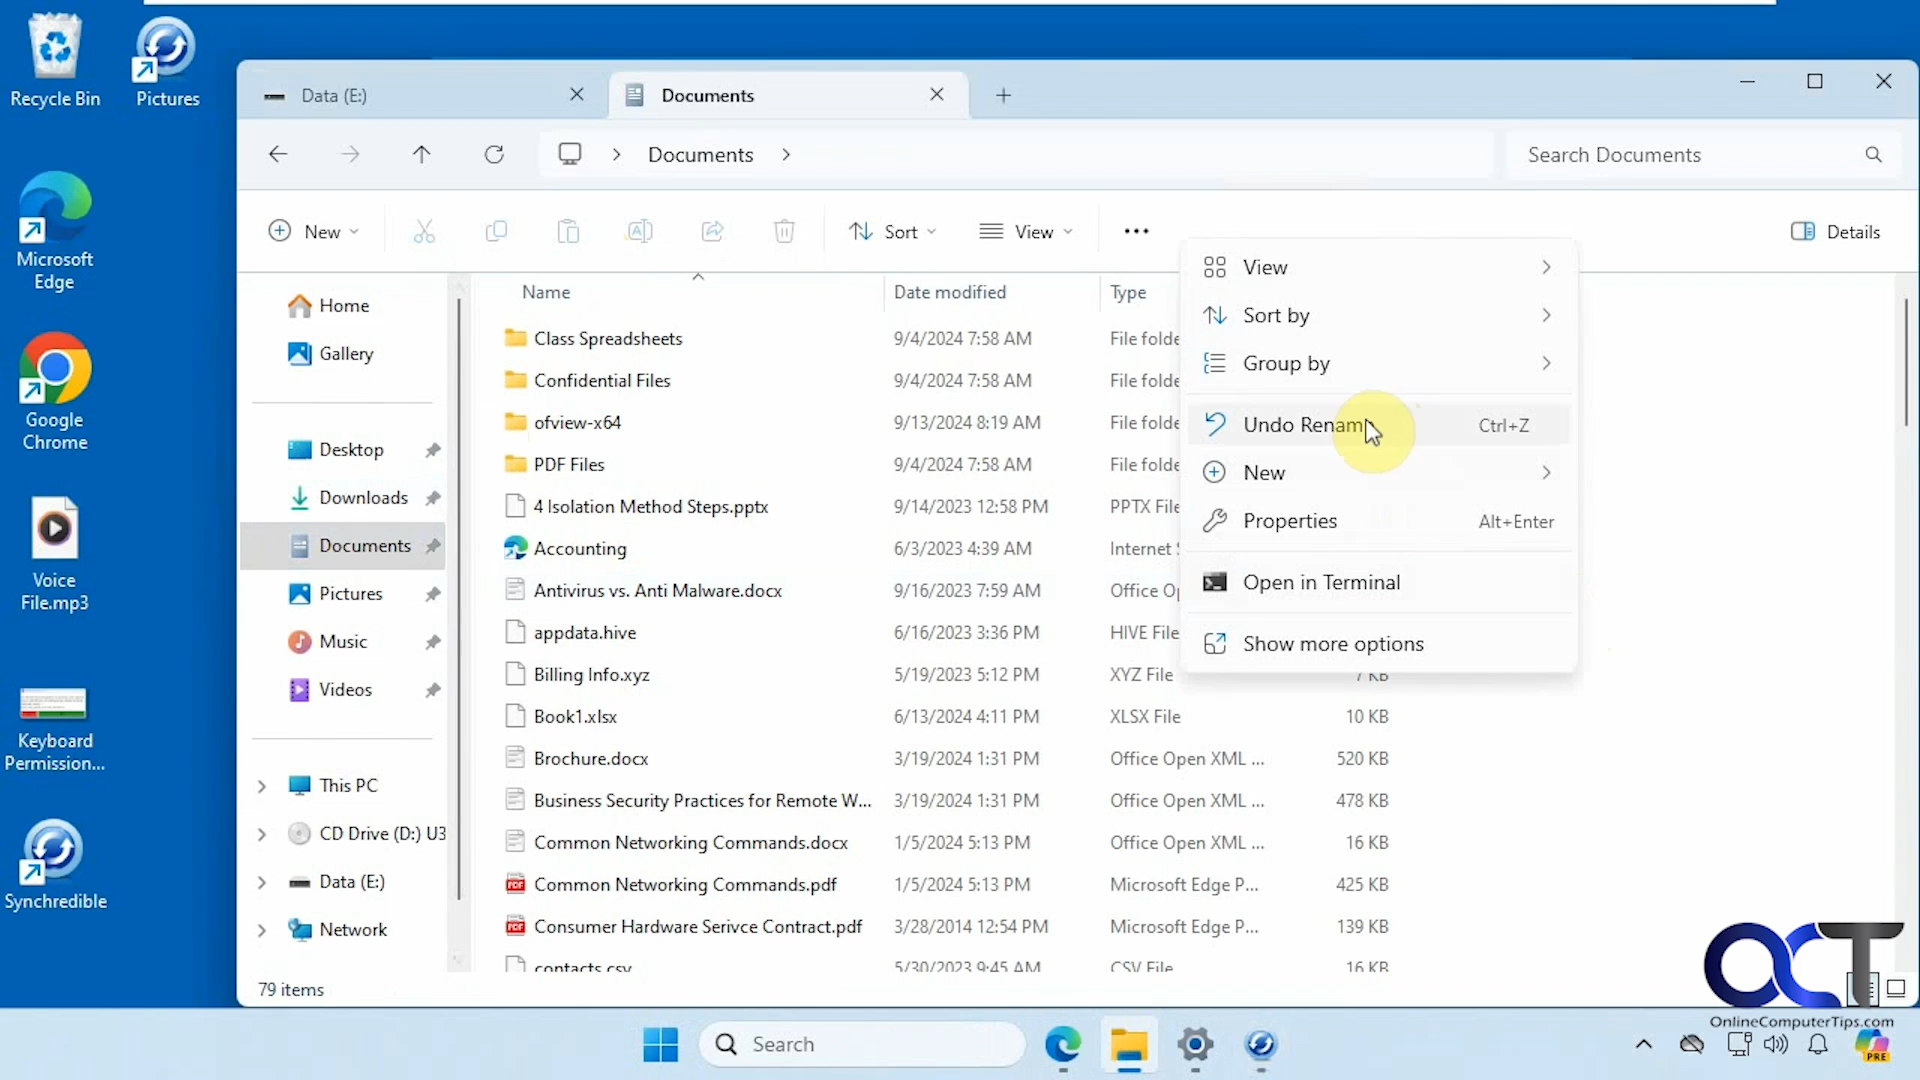 Recycle Bin
Pictures
Microsoft
Edge
Google
Chrome
Voice
File.mp3
Keyboard
Permission...
Synchredible
Data (E:)
Documents
Documents
Search Documents
New
Sort
View
Details
Home
Gallery
Desktop
Downloads
Documents
Pictures
Music
Videos
This PC
CD Drive (D:) U3
Data (E:)
Network
Name Date modified Type
Class Spreadsheets 9/4/2024 7:58 AM File folde
Confidential Files 9/4/2024 7:58 AM File folde
ofview-x64 9/13/2024 8:19 AM File folde
PDF Files 9/4/2024 7:58 AM File folde
4 Isolation Method Steps.pptx 9/14/2023 12:58 PM PPTX File
Accounting 6/3/2023 4:39 AM Internet
Antivirus vs. Anti Malware.docx 9/16/2023 7:59 AM Office Op
appdata.hive 6/16/2023 3:36 PM HIVE File
Billing Info.xyz 5/19/2023 5:12 PM XYZ File 7 KB
Book1.xlsx 6/13/2024 4:11 PM XLSX File 10 KB
Brochure.docx 3/19/2024 1:31 PM Office Open XML ... 520 KB
Business Security Practices for Remote W... 3/19/2024 1:31 PM Office Open XML ... 478 KB
Common Networking Commands.docx 1/5/2024 5:13 PM Office Open XML ... 16 KB
Common Networking Commands.pdf 1/5/2024 5:13 PM Microsoft Edge P... 425 KB
Consumer Hardware Serivce Contract.pdf 3/28/2014 12:54 PM Microsoft Edge P... 139 KB
contacts.csv 5/30/2023 9:45 AM CSV File 16 KB
View
Sort by
Group by
Undo Rename Ctrl+Z
New
Properties Alt+Enter
Open in Terminal
Show more options
79 items
OCT
OnlineComputerTips.com
Search
PRE